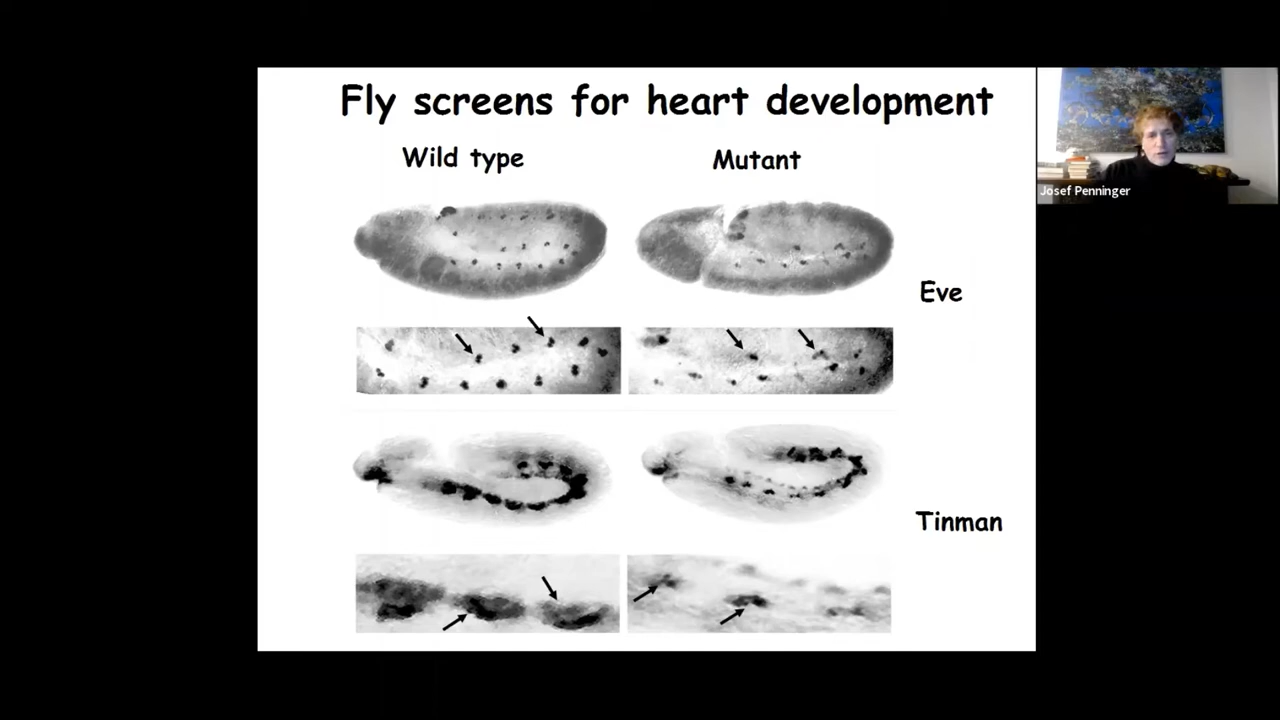 Fly screens for heart development
Wild type
Mutant
Eve
Tinman
Josef Penninger